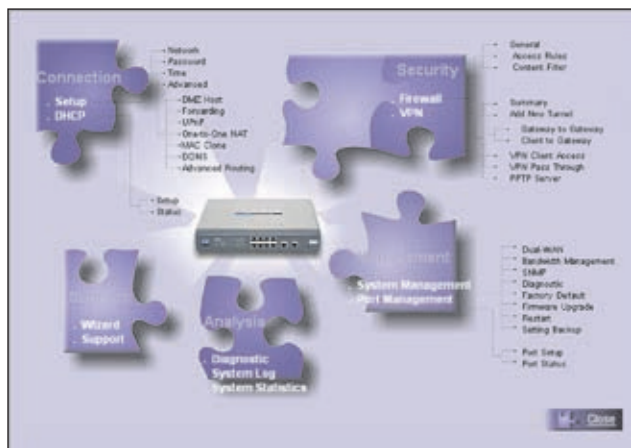 Connection
Setup
DHCP
Network
Password
Time
Advanced
DMZ Host
Forwarding
UPnP
One-to-One NAT
MAC Clone
DDNS
Advanced Routing
Setup
Status
Security
Firewall
VPN
General
Access Rules
Content Filter
Summary
Add New Tunnel
Gateway to Gateway
Client to Gateway
VPN Client Access
VPN Pass Through
PPTP Server
System Management
Port Management
Dual-WAN
Bandwidth Management
SNMP
Diagnostic
Factory Default
Firmware Upgrade
Restart
Setting Backup
Port Setup
Port Status
Wizard
Support
Analysis
Diagnostic
System Log
System Statistics
Close